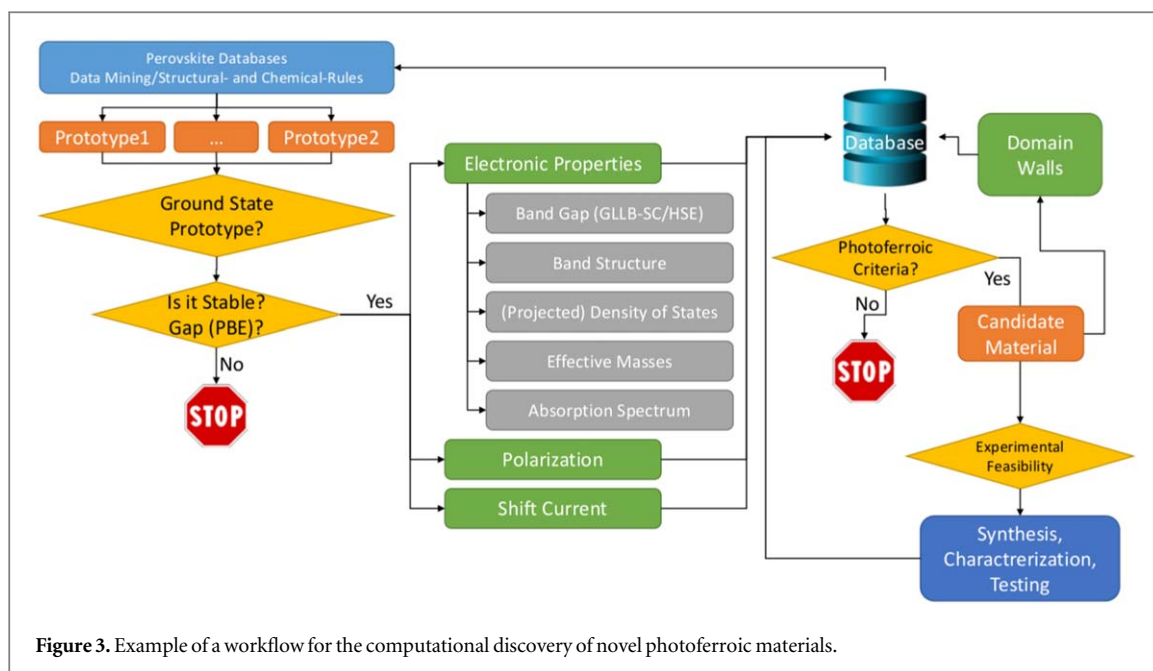 Perovskite Databases
Data Mining/Structural- and Chemical-Rules
Prototype1
...
Prototype2
Ground State
Prototype?
Is it Stable?
Gap (PBE)?
Yes
No
STOP
Electronic Properties
Band Gap (GLLB-SC/HSE)
Band Structure
(Projected) Density of States
Effective Masses
Absorption Spectrum
Polarization
Shift Current
Database
Domain
Walls
Photoferroic
Criteria?
Yes
No
STOP
Candidate
Material
Experimental
Feasibility
Synthesis,
Charactrerization,
Testing
Figure 3. Example of a workflow for the computational discovery of novel photoferroic materials.